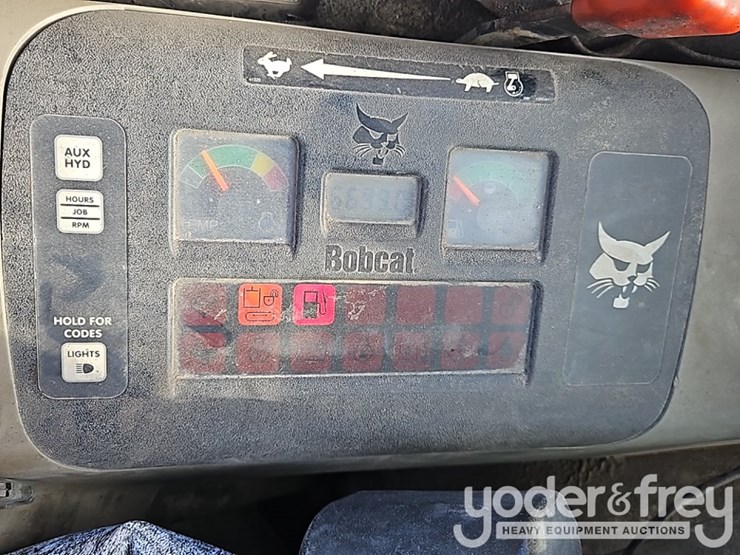 AUX
HYD
HOURS
JOB
RPM
HOLD FOR
CODES
LIGHTS
Bobcat
yoder&frey
HEAVY EQUIPMENT AUCTIONS